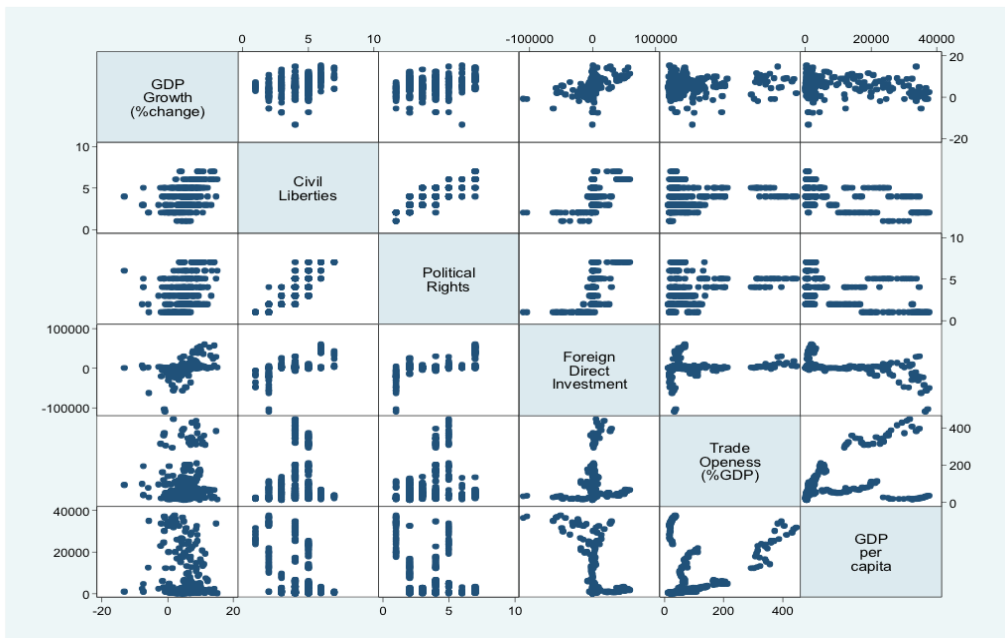 0 5 10 -100000 0 100000 0 20000 40000
GDP
Growth
(%change)
20
0
-20
10
5
0
Civil
Liberties
Political
Rights
10
5
0
100000
0
-100000
Foreign
Direct
Investment
Trade
Openess
(%GDP)
400
200
0
40000
20000
0
GDP
per
capita
-20 0 20 0 5 10 0 200 400